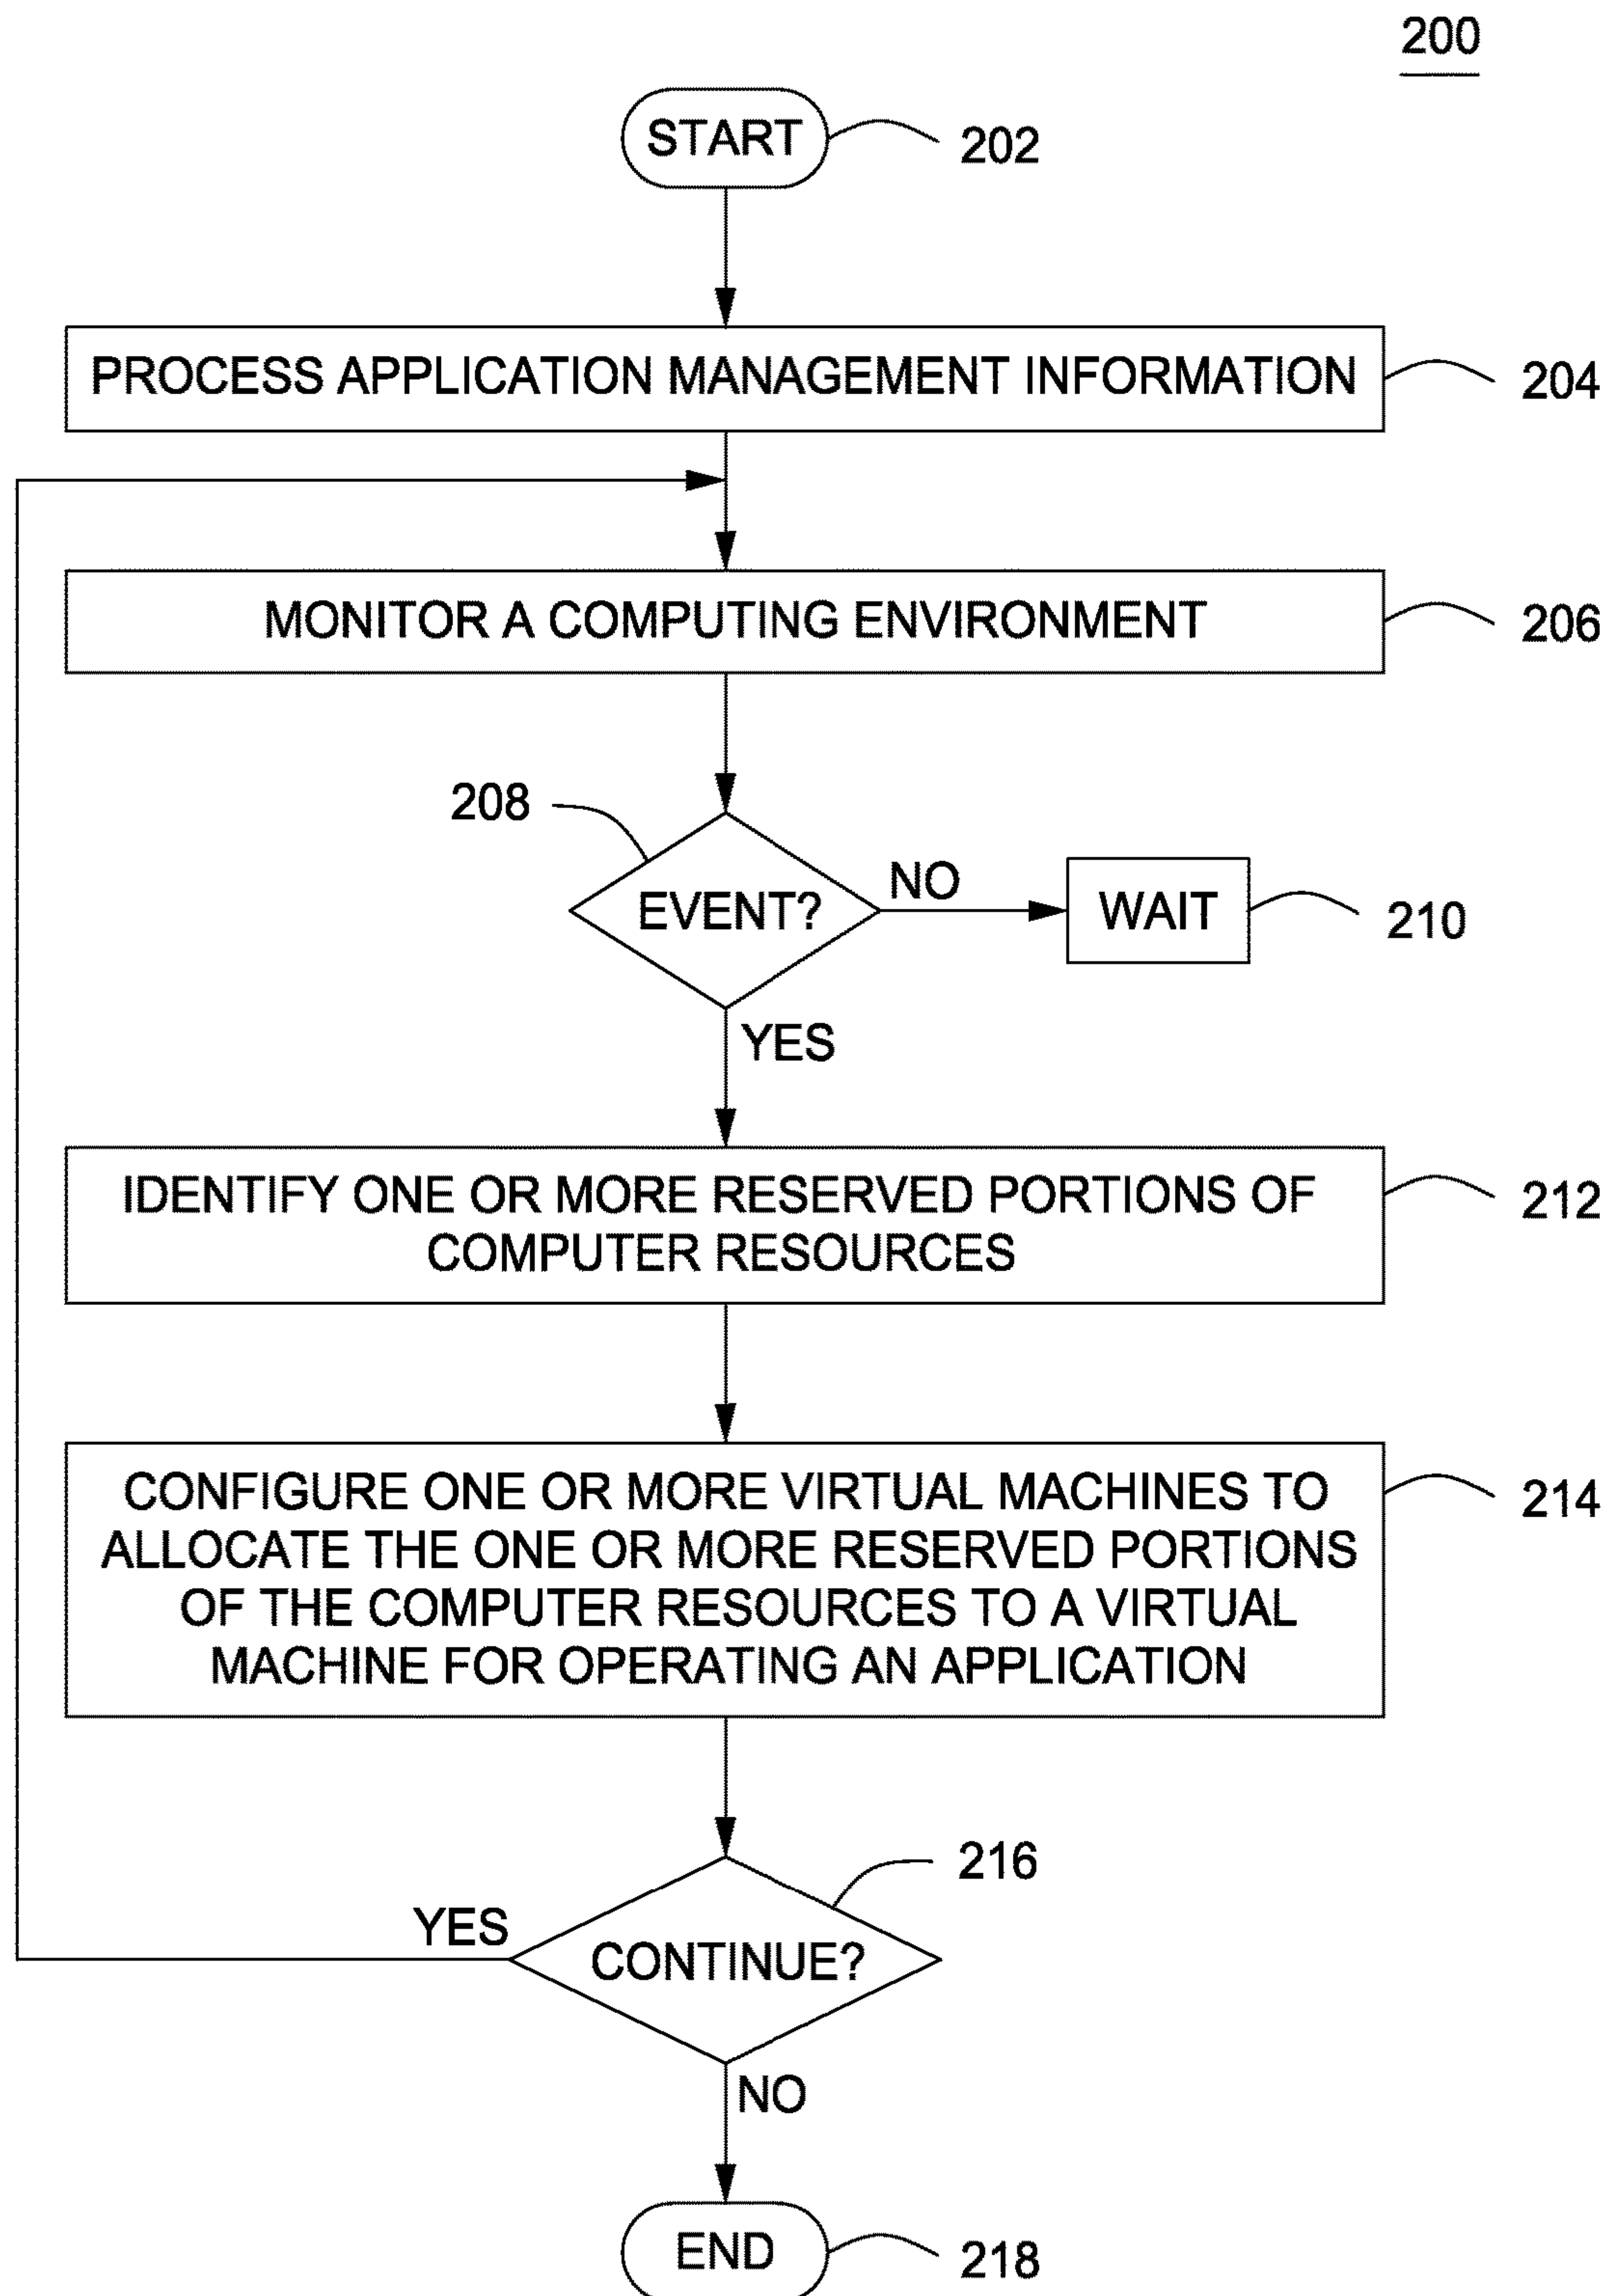 200
START
202
PROCESS APPLICATION MANAGEMENT INFORMATION
204
MONITOR A COMPUTING ENVIRONMENT
206
208
EVENT?
NO
WAIT
210
YES
IDENTIFY ONE OR MORE RESERVED PORTIONS OF
COMPUTER RESOURCES
212
CONFIGURE ONE OR MORE VIRTUAL MACHINES TO
ALLOCATE THE ONE OR MORE RESERVED PORTIONS
OF THE COMPUTER RESOURCES TO A VIRTUAL
MACHINE FOR OPERATING AN APPLICATION
214
216
YES
CONTINUE?
NO
END
218